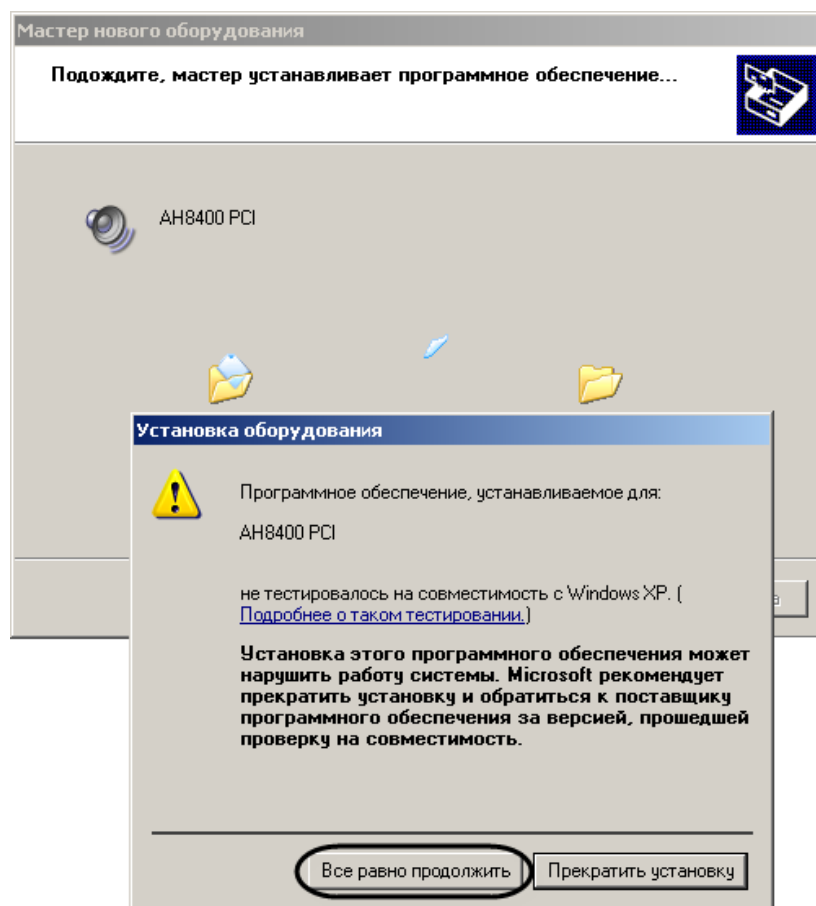 Мастер нового оборудования
Подождите, мастер устанавливает программное обеспечение...
AH8400 PCI
Установка оборудования
Программное обеспечение, устанавливаемое для:
AH8400 PCI
не тестировалось на совместимость с Windows XP. (
Подробнее о таком тестировании.)
Установка этого программного обеспечения может
нарушить работу системы. Microsoft рекомендует
прекратить установку и обратиться к поставщику
программного обеспечения за версией, прошедшей
проверку на совместимость.
Все равно продолжить
Прекратить установку